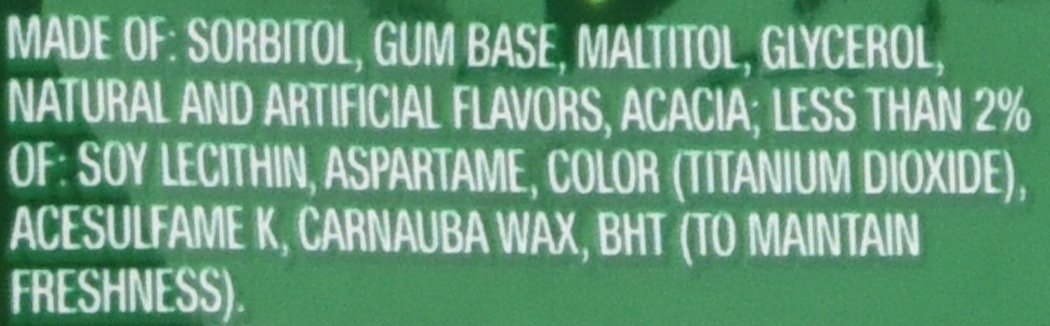 MADE OF: SORBITOL, GUM BASE, MALTITOL, GLYCEROL,
NATURAL AND ARTIFICIAL FLAVORS, ACACIA; LESS THAN 2%
OF: SOY LECITHIN, ASPARTAME, COLOR (TITANIUM DIOXIDE),
ACESULFAME K, CARNAUBA WAX, BHT (TO MAINTAIN
FRESHNESS).